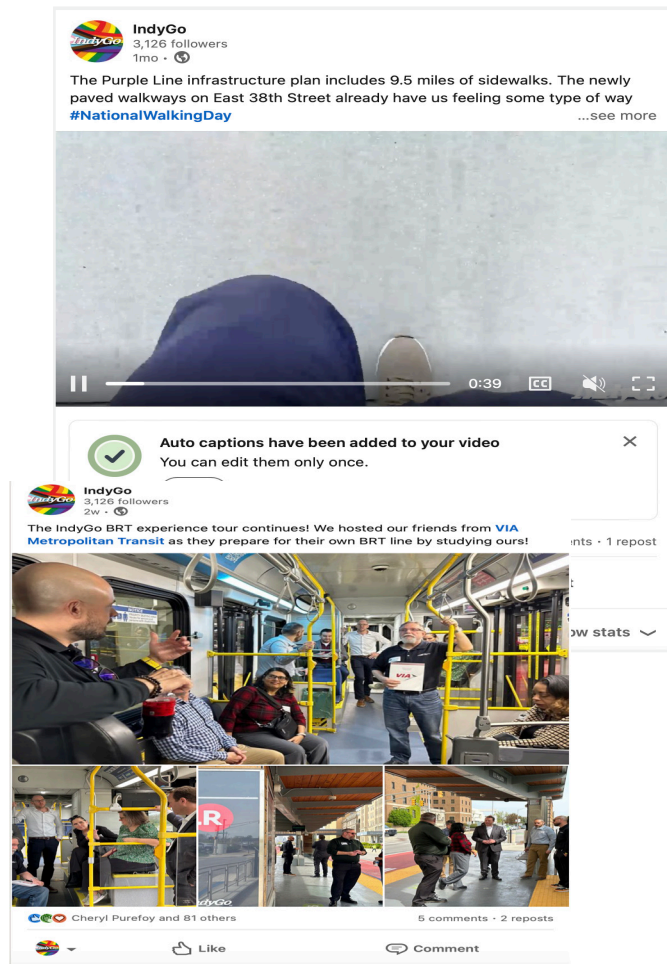 IndyGo
IndyGo
3,126 followers
1mo •
The Purple Line infrastructure plan includes 9.5 miles of sidewalks. The newly
paved walkways on East 38th Street already have us feeling some type of way
#NationalWalkingDay ...see more
0:39 CC
Auto captions have been added to your video
You can edit them only once.
IndyGo
IndyGo
3,126 followers
2w •
The IndyGo BRT experience tour continues! We hosted our friends from VIA
Metropolitan Transit as they prepare for their own BRT line by studying ours!
ents • 1 repost
t
ow stats
VIA
.R
IndyGo
Cheryl Purefoy and 81 others 5 comments • 2 reposts
Like Comment